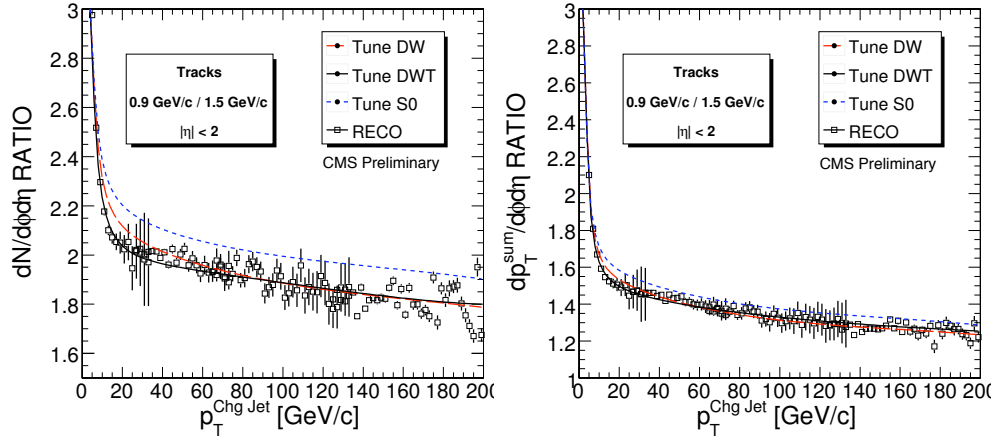 dN/dϕdη RATIO
3
2.8
2.6
2.4
2.2
2
1.8
1.6
Tracks
0.9 GeV/c / 1.5 GeV/c
|η| < 2
Tune DW
Tune DWT
Tune S0
RECO
CMS Preliminary
0 20 40 60 80 100 120 140 160 180 200
p_T^Chg Jet [GeV/c]
dp_T^sum/dϕdη RATIO
3
2.8
2.6
2.4
2.2
2
1.8
1.6
1.4
1.2
1
Tracks
0.9 GeV/c / 1.5 GeV/c
|η| < 2
Tune DW
Tune DWT
Tune S0
RECO
CMS Preliminary
0 20 40 60 80 100 120 140 160 180 200
p_T^Chg Jet [GeV/c]